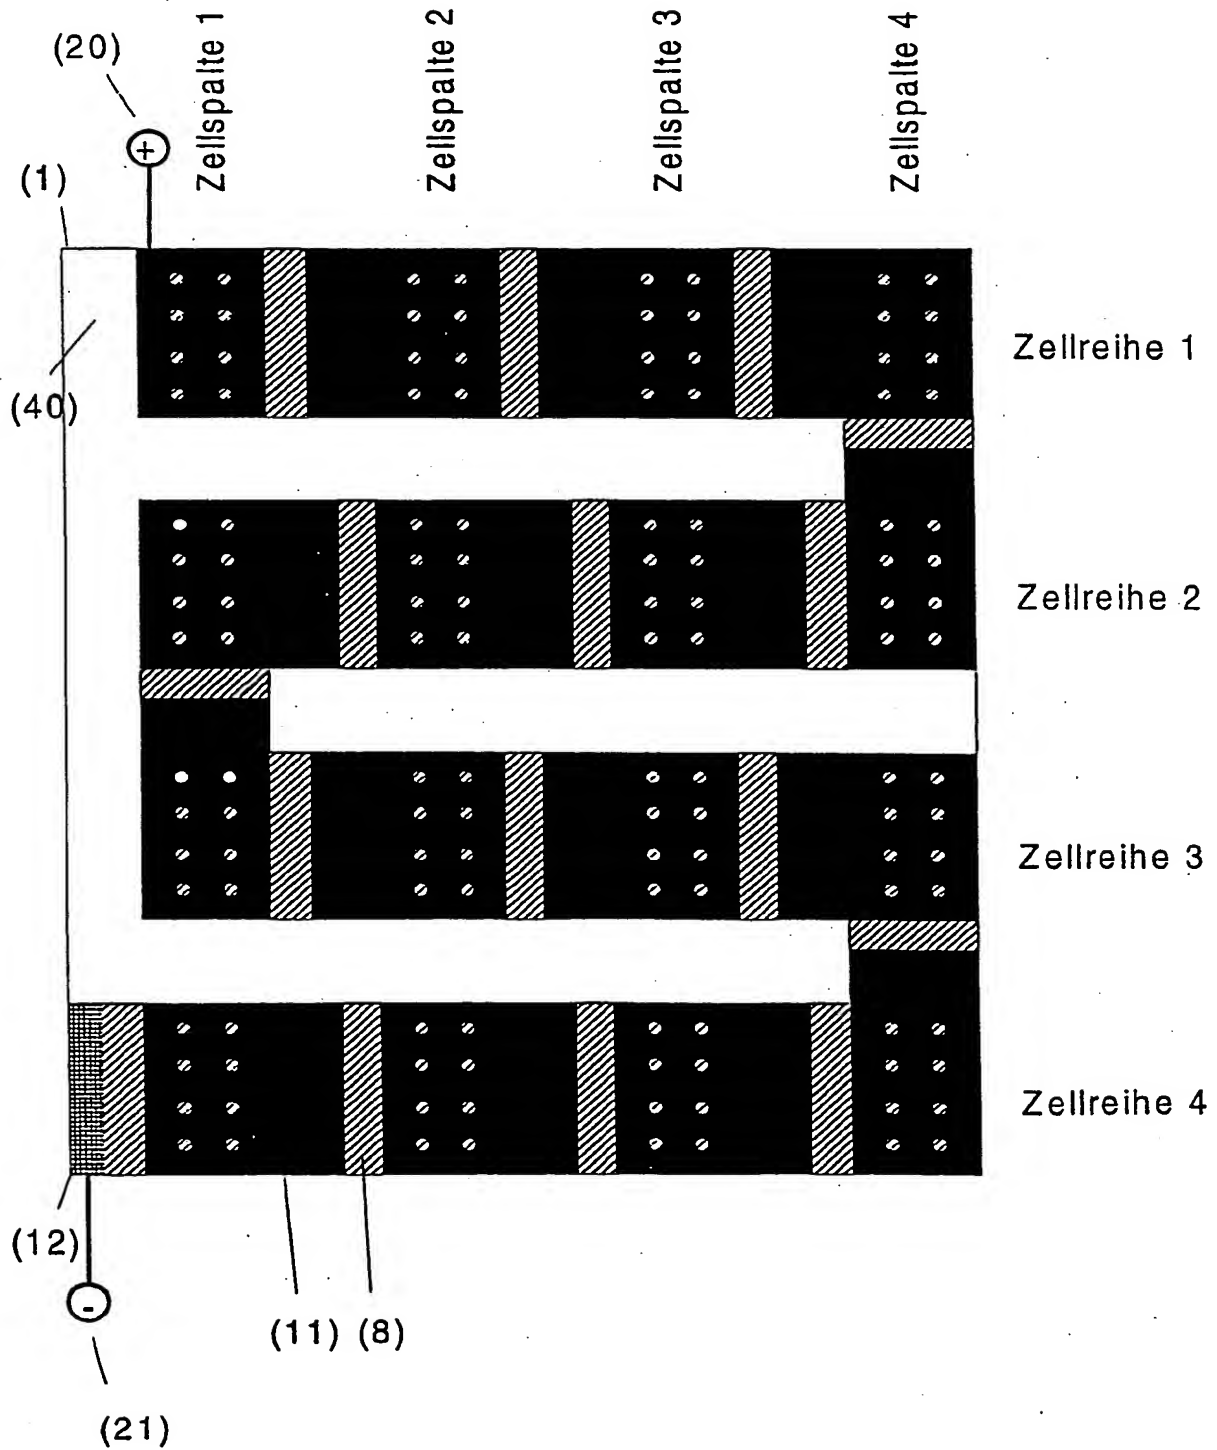 (20)
Zellspalte 1
Zellspalte 2
Zellspalte 3
Zellspalte 4
+
(1)
Zellreihe 1
(40)
Zellreihe 2
Zellreihe 3
Zellreihe 4
(12)
-
(11) (8)
(21)